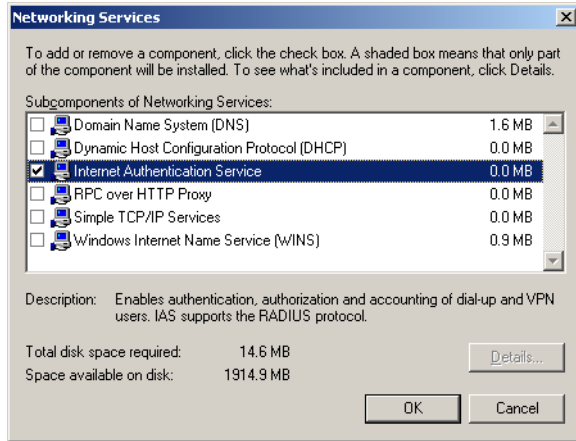 Networking Services
To add or remove a component, click the check box. A shaded box means that only part
of the component will be installed. To see what's included in a component, click Details.
Subcomponents of Networking Services:
Domain Name System (DNS) 1.6 MB
Dynamic Host Configuration Protocol (DHCP) 0.0 MB
Internet Authentication Service 0.0 MB
RPC over HTTP Proxy 0.0 MB
Simple TCP/IP Services 0.0 MB
Windows Internet Name Service (WINS) 0.9 MB
Description: Enables authentication, authorization and accounting of dial-up and VPN
users. IAS supports the RADIUS protocol.
Total disk space required: 14.6 MB
Space available on disk: 1914.9 MB
Details...
OK Cancel